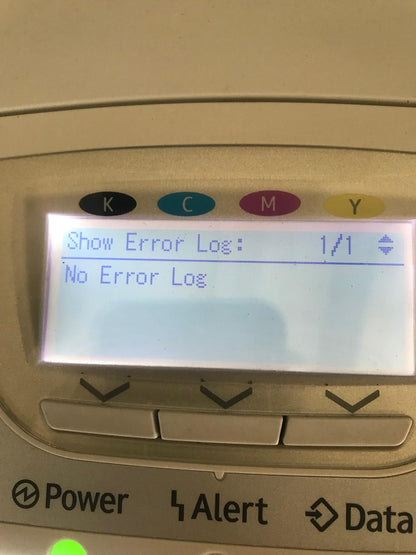 K C M Y
Show Error Log: 1/1
No Error Log
Power Alert Data